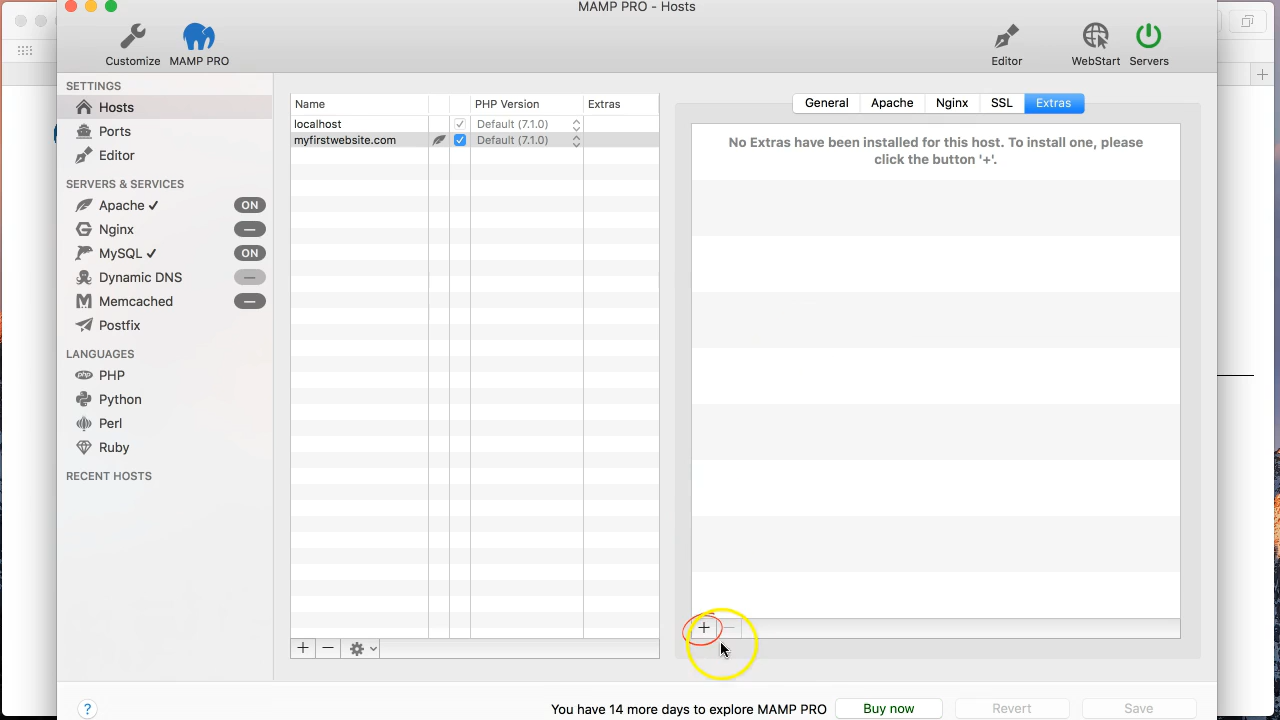 MAMP PRO - Hosts
Customize
MAMP PRO
Editor
WebStart
Servers
SETTINGS
Hosts
Ports
Editor
SERVERS & SERVICES
Apache ✓ ON
Nginx —
MySQL ✓ ON
Dynamic DNS —
Memcached —
Postfix
LANGUAGES
php PHP
Python
Perl
Ruby
RECENT HOSTS
Name PHP Version Extras
localhost Default (7.1.0)
myfirstwebsite.com Default (7.1.0)
+ −
General Apache Nginx SSL Extras
No Extras have been installed for this host. To install one, please
click the button '+'.
+ −
? You have 14 more days to explore MAMP PRO Buy now Revert Save